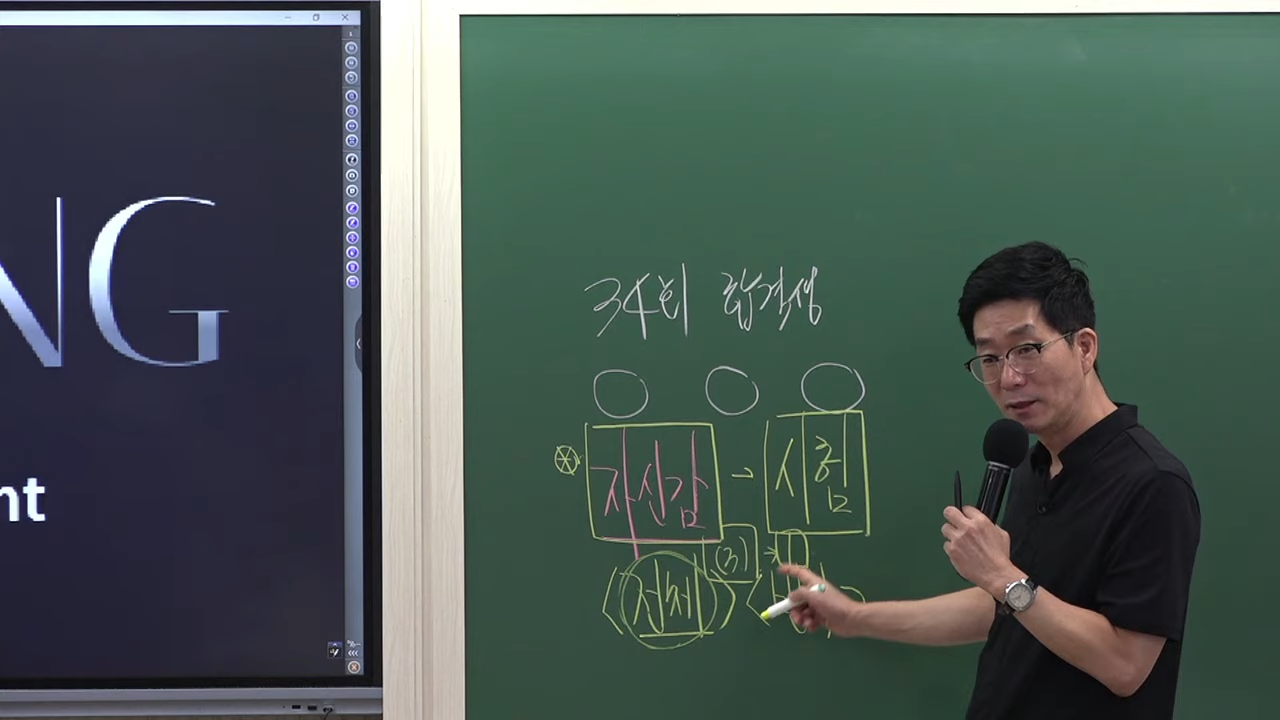 NG
nt
34회 합격생
자신감 → 시험
(3) →
<전체>